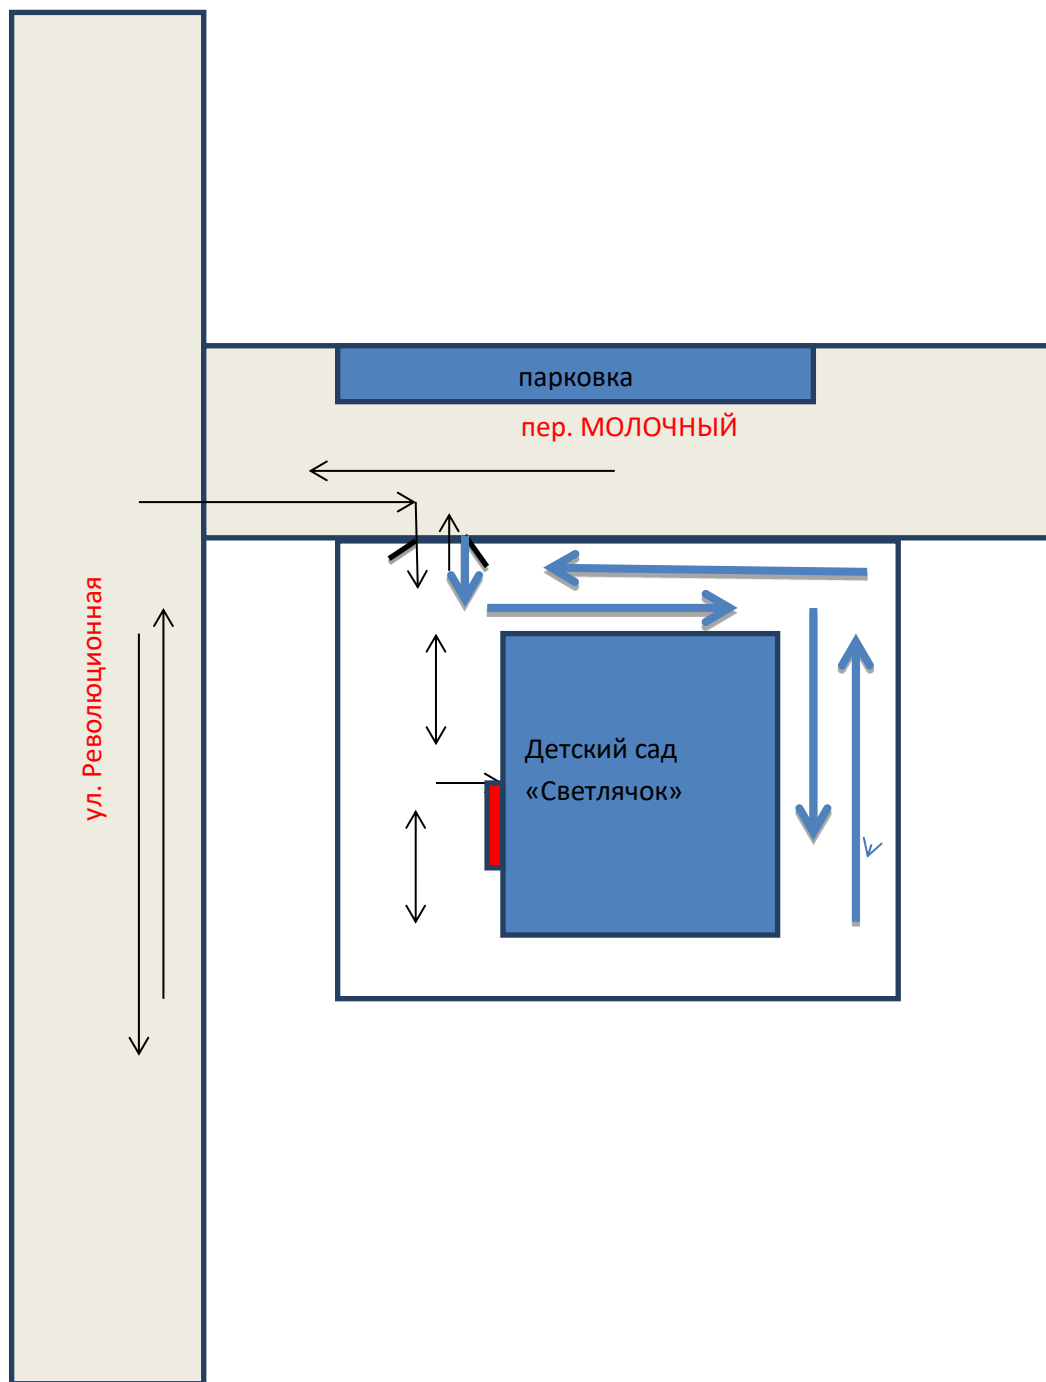 парковка
пер. МОЛОЧНЫЙ
ул. Революционная
Детский сад
«Светлячок»